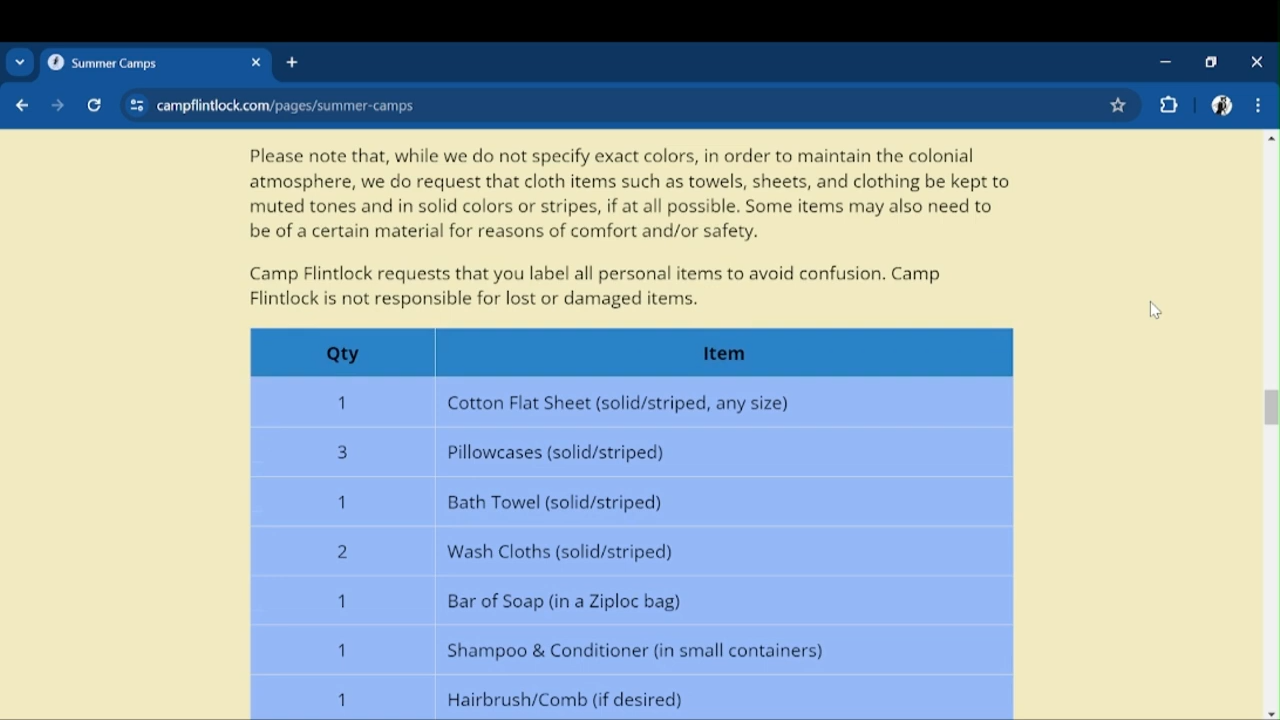 Summer Camps
campflintlock.com/pages/summer-camps
Please note that, while we do not specify exact colors, in order to maintain the colonial
atmosphere, we do request that cloth items such as towels, sheets, and clothing be kept to
muted tones and in solid colors or stripes, if at all possible. Some items may also need to
be of a certain material for reasons of comfort and/or safety.
Camp Flintlock requests that you label all personal items to avoid confusion. Camp
Flintlock is not responsible for lost or damaged items.
Qty Item
1 Cotton Flat Sheet (solid/striped, any size)
3 Pillowcases (solid/striped)
1 Bath Towel (solid/striped)
2 Wash Cloths (solid/striped)
1 Bar of Soap (in a Ziploc bag)
1 Shampoo & Conditioner (in small containers)
1 Hairbrush/Comb (if desired)